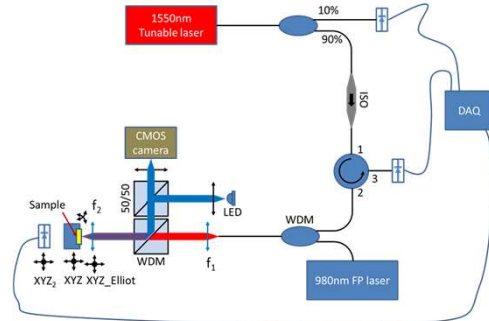 1550nm
Tunable laser
10%
90%
ISO
DAQ
CMOS
camera
1
3
2
50/50
LED
Sample
f2
WDM
WDM
f1
XYZ2
XYZ
XYZ_Elliot
980nm FP laser